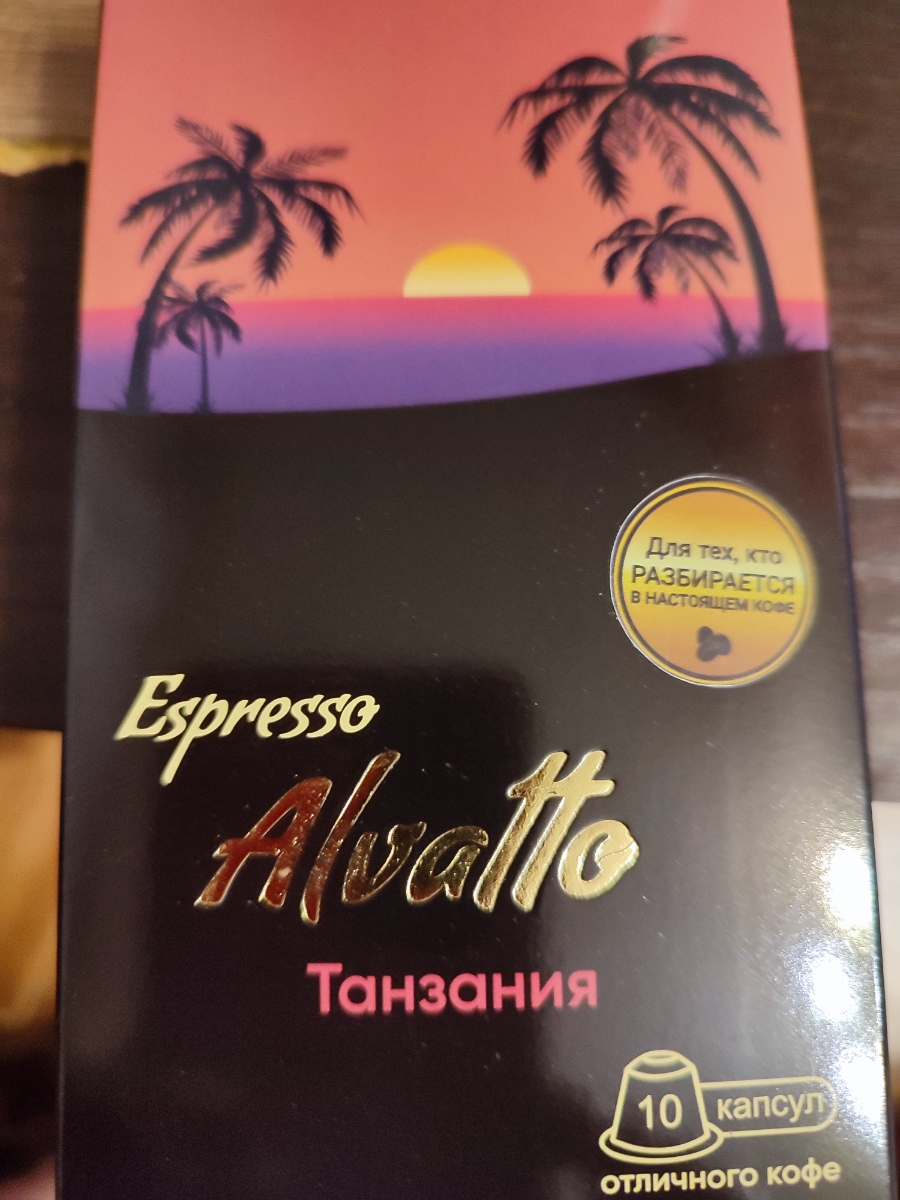 Для тех, кто
РАЗБИРАЕТСЯ
В НАСТОЯЩЕМ КОФЕ
Espresso
Alvatto
Танзания
10 капсул
отличного кофе